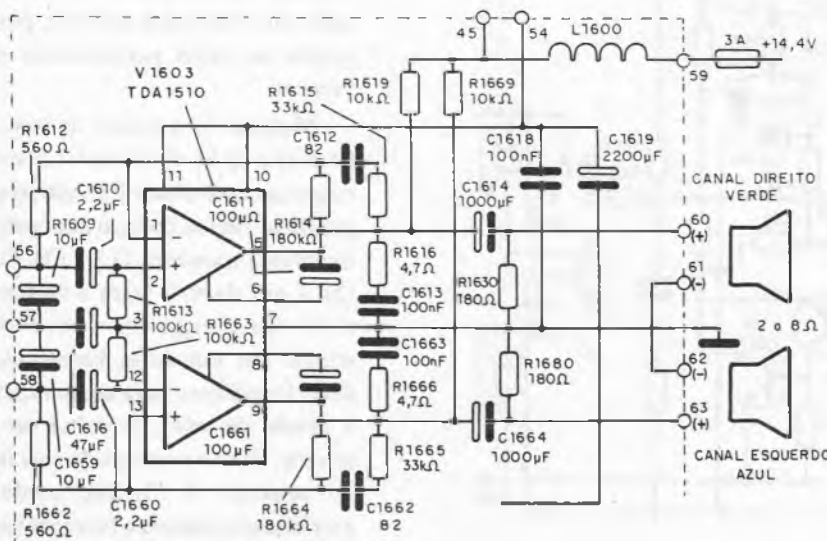 45
54
L1600
3A
+14,4V
59
V1603
TDA1510
R1615
33kΩ
R1619
10kΩ
R1669
10kΩ
R1612
560Ω
C1612
82
C1618
100nF
C1619
2200µF
C1610
2,2µF
11
10
R1609
10µF
C1611
100µΩ
C1614
1000µF
CANAL DIREITO
VERDE
R1614
180kΩ
60
(+)
1
5
56
R1616
4,7Ω
61
(-)
2
6
R1630
180Ω
C1613
100nF
R1613
100kΩ
57
3
7
R1663
100kΩ
C1663
100nF
2 a 8Ω
8
R1680
180Ω
62
(-)
58
12
R1666
4,7Ω
13
9
63
(+)
C1616
47µF
C1661
100µF
C1664
1000µF
R1665
33kΩ
C1659
10µF
CANAL ESQUERDO
AZUL
R1662
560Ω
C1660
2,2µF
R1664
180kΩ
C1662
82